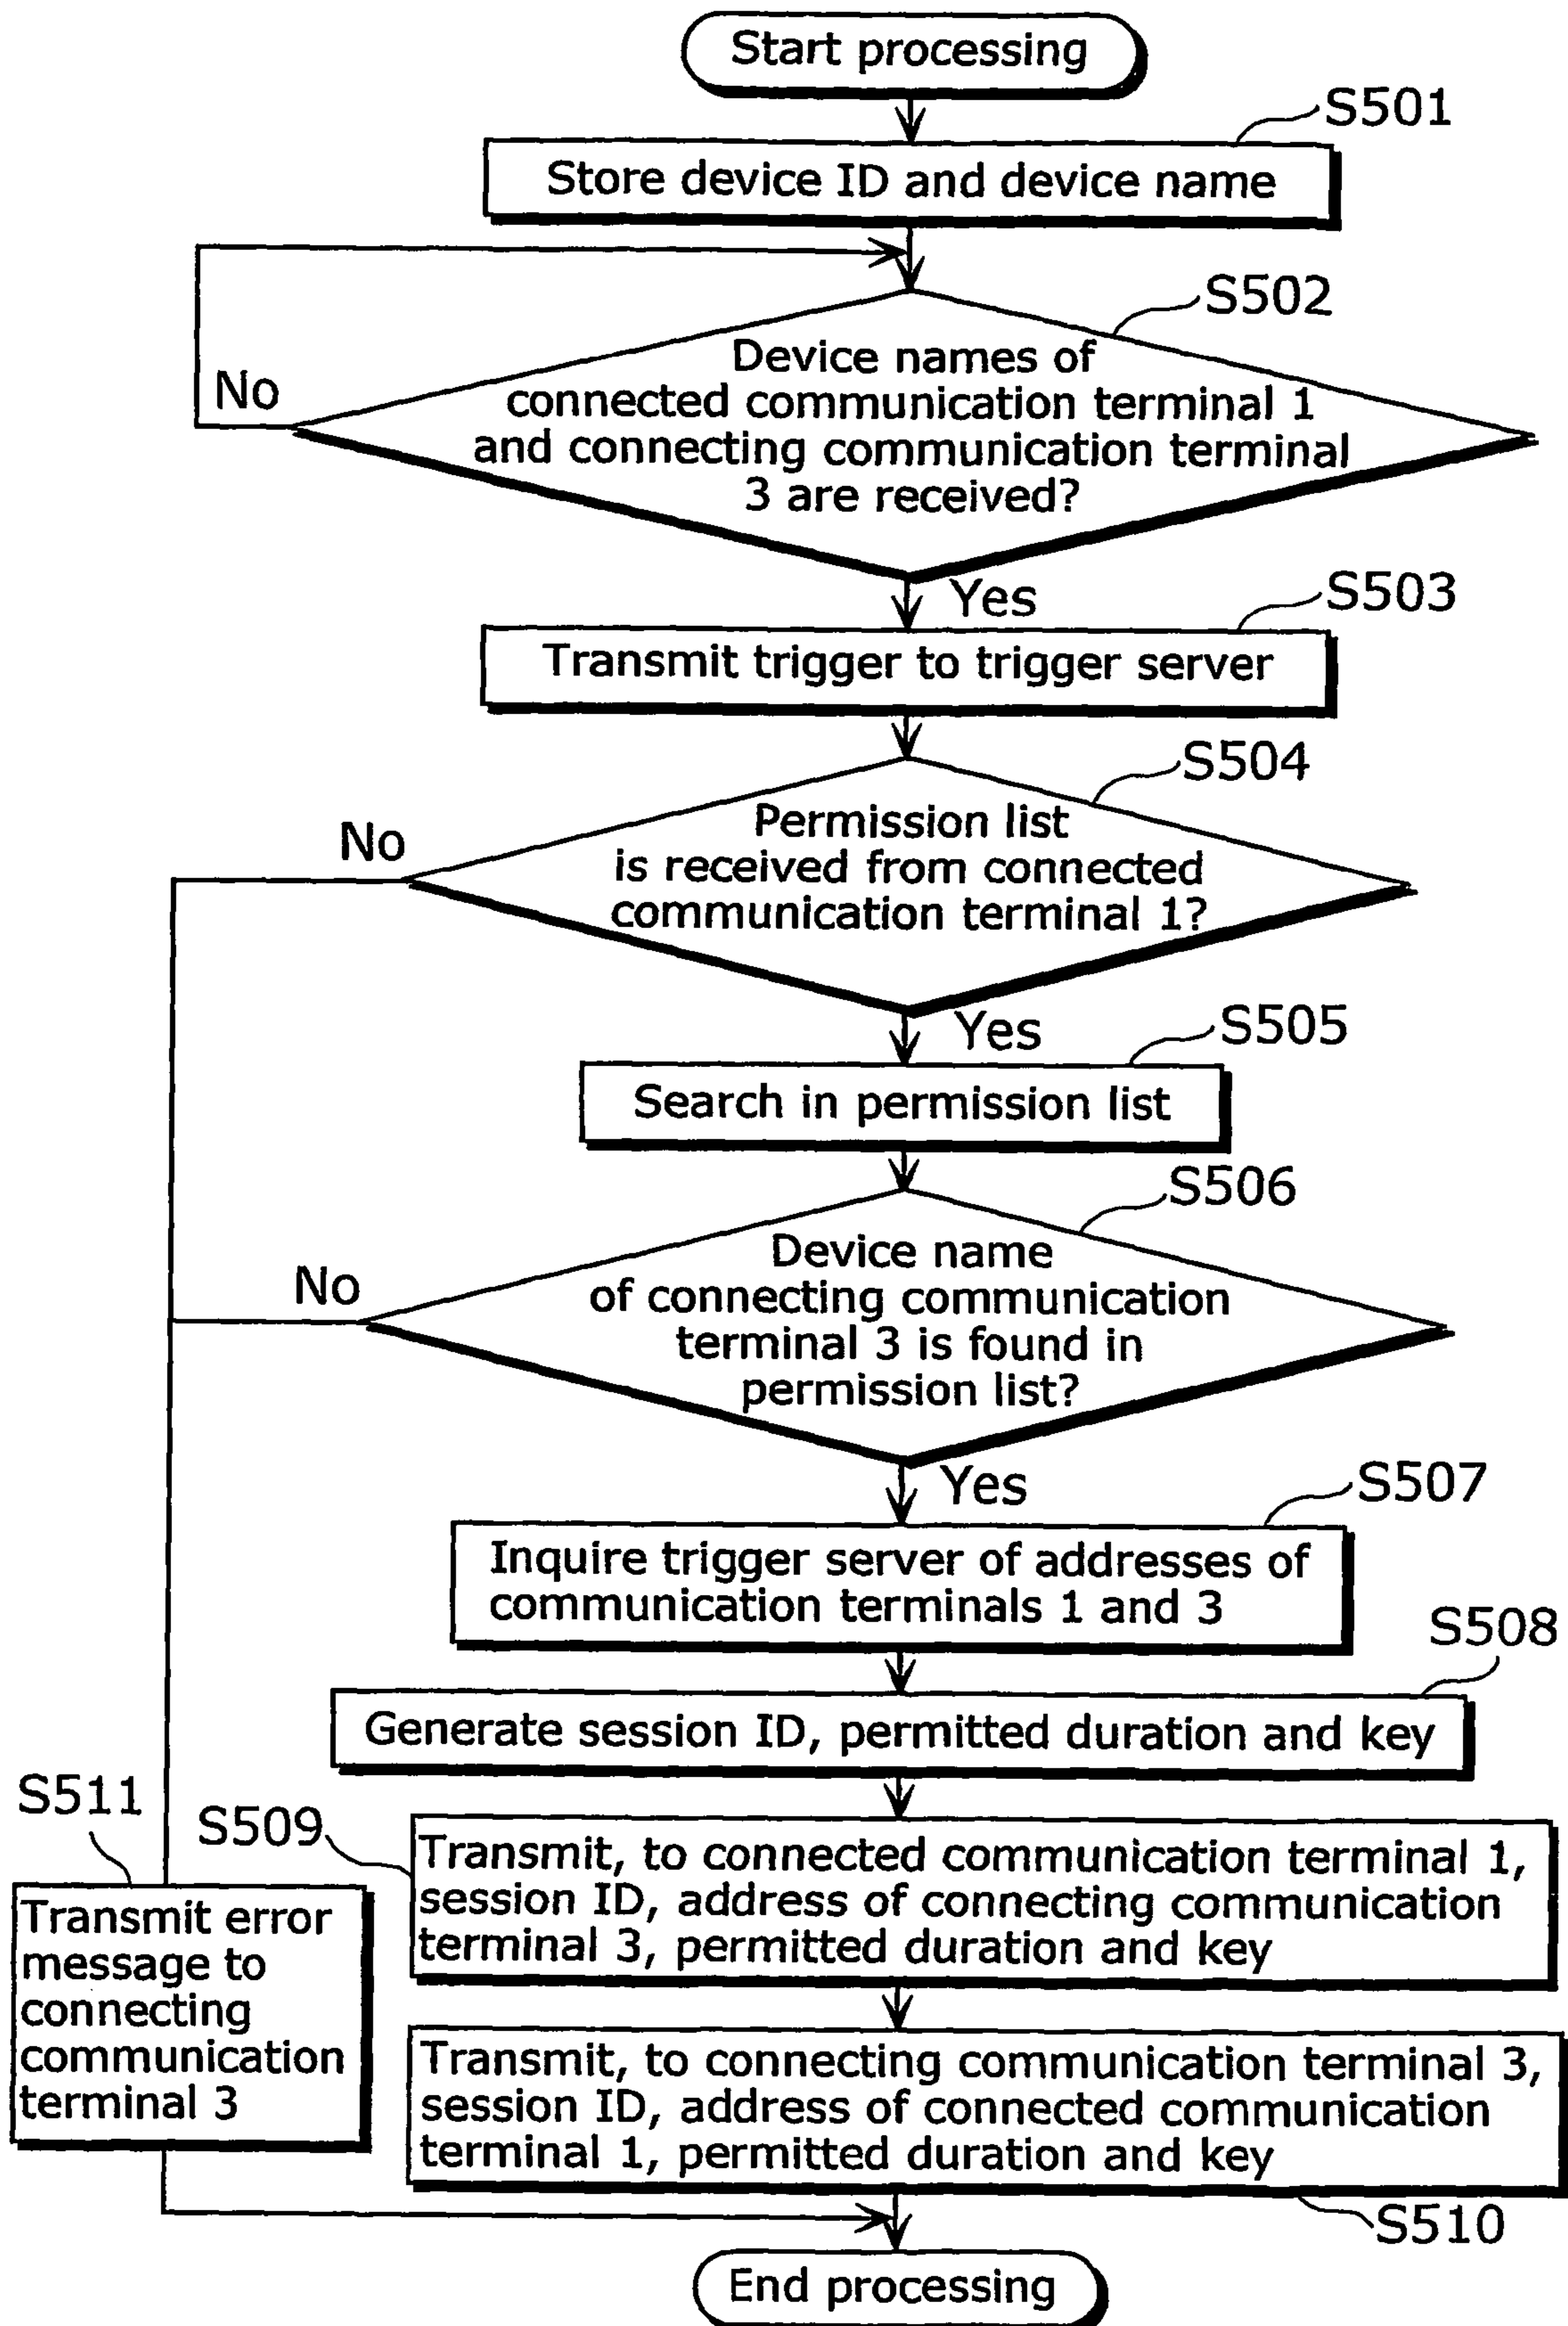 Start processing
S501
Store device ID and device name
S502
Device names of
connected communication terminal 1
and connecting communication terminal
3 are received?
No
Yes
S503
Transmit trigger to trigger server
S504
Permission list
is received from connected
communication terminal 1?
No
Yes
S505
Search in permission list
S506
Device name
of connecting communication
terminal 3 is found in
permission list?
No
Yes
S507
Inquire trigger server of addresses of
communication terminals 1 and 3
S508
Generate session ID, permitted duration and key
S509
Transmit, to connected communication terminal 1,
session ID, address of connecting communication
terminal 3, permitted duration and key
S511
Transmit error
message to
connecting
communication
terminal 3
Transmit, to connecting communication terminal 3,
session ID, address of connected communication
terminal 1, permitted duration and key
S510
End processing